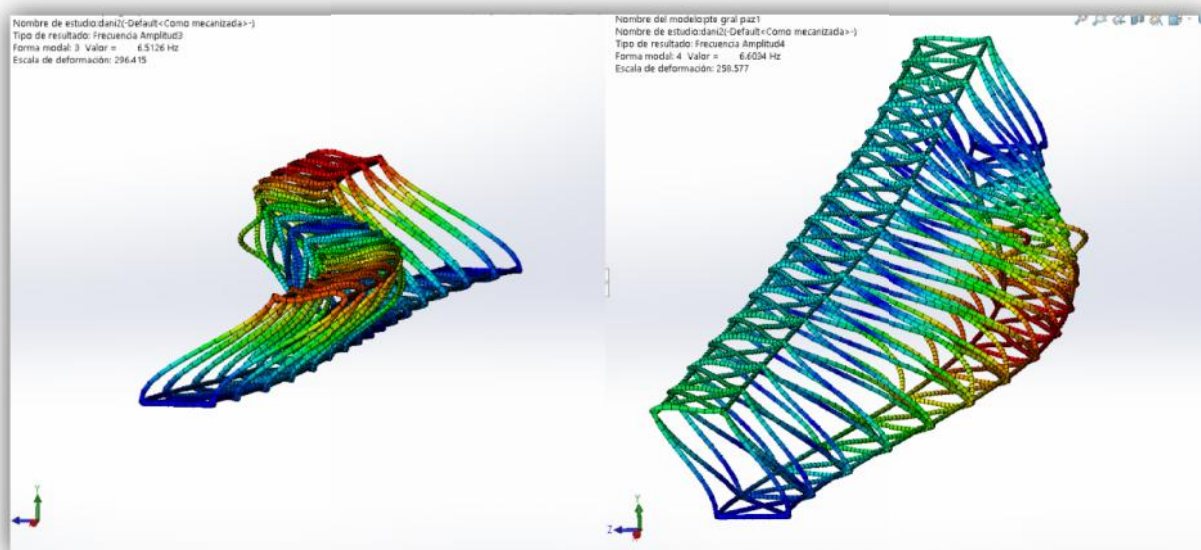 Nombre de estudio:dani2(-Default<Como mecanizada>-)
Tipo de resultado: Frecuencia Amplitud3
Forma modal: 3 Valor = 6.5126 Hz
Escala de deformación: 296.415
Y
Nombre del modelo:pte gral paz1
Nombre de estudio:dani2(-Default<Como mecanizada>-)
Tipo de resultado: Frecuencia Amplitud4
Forma modal: 4 Valor = 6.6034 Hz
Escala de deformación: 258.577
Y
Z